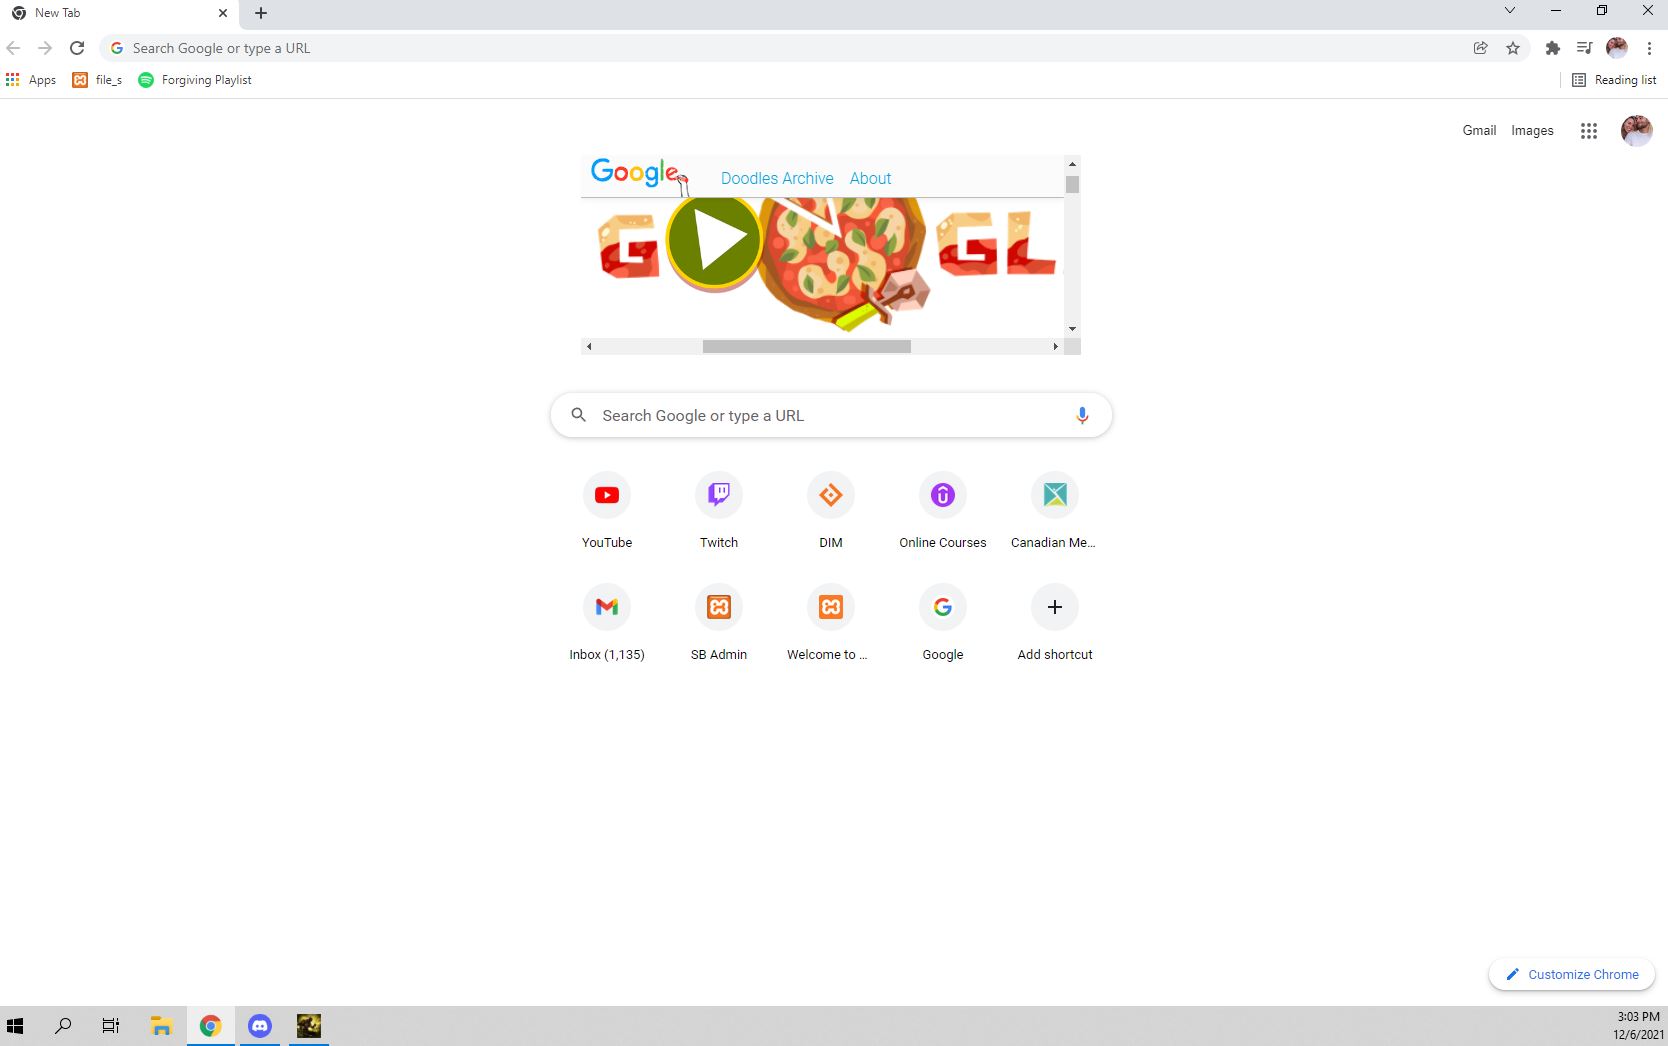 New Tab
Search Google or type a URL
Apps file_s Forgiving Playlist Reading list
Gmail Images
Google Doodles Archive About
G GL
Search Google or type a URL
YouTube Twitch DIM Online Courses Canadian Me...
Inbox (1,135) SB Admin Welcome to ... Google Add shortcut
Customize Chrome
3:03 PM
12/6/2021